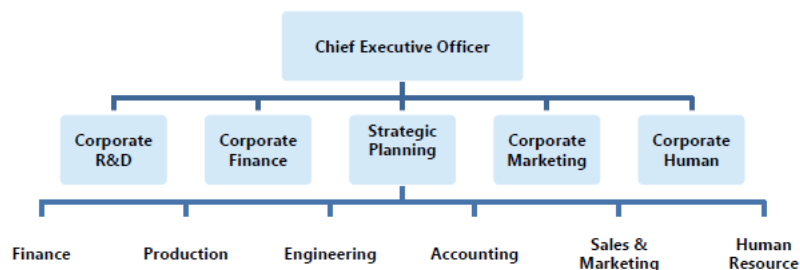 Chief Executive Officer
Corporate
R&D
Corporate
Finance
Strategic
Planning
Corporate
Marketing
Corporate
Human
Finance
Production
Engineering
Accounting
Sales &
Marketing
Human
Resource